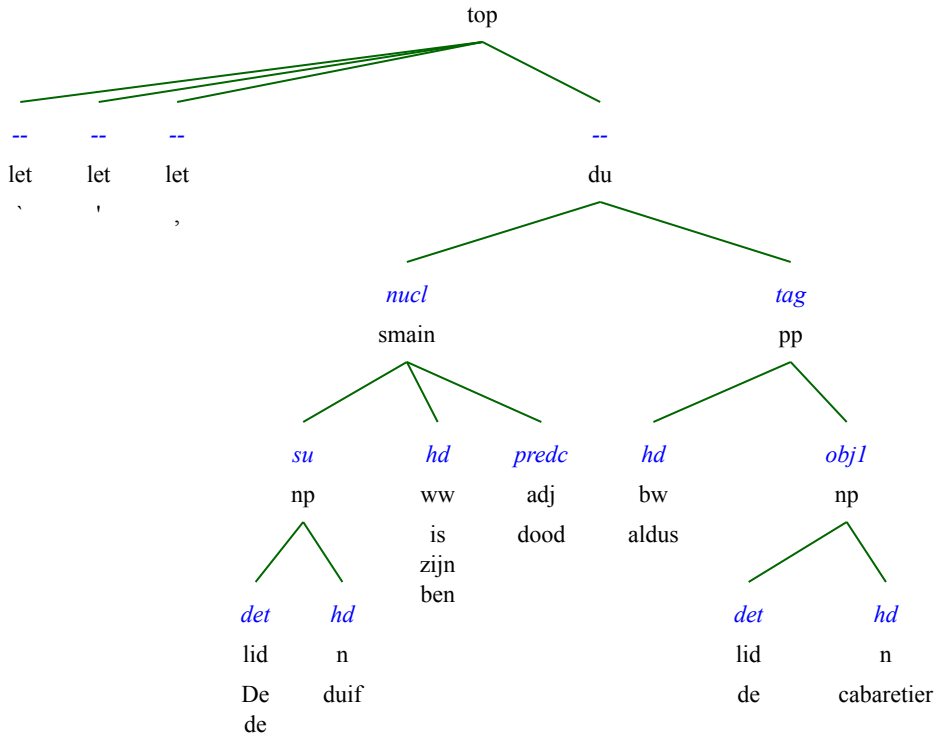 top
-- -- -- --
let let let du
` ' ,
nucl tag
smain pp
su hd predc hd obj1
np ww adj bw np
is dood aldus
zijn
ben
det hd det hd
lid n lid n
De duif de cabaretier
de